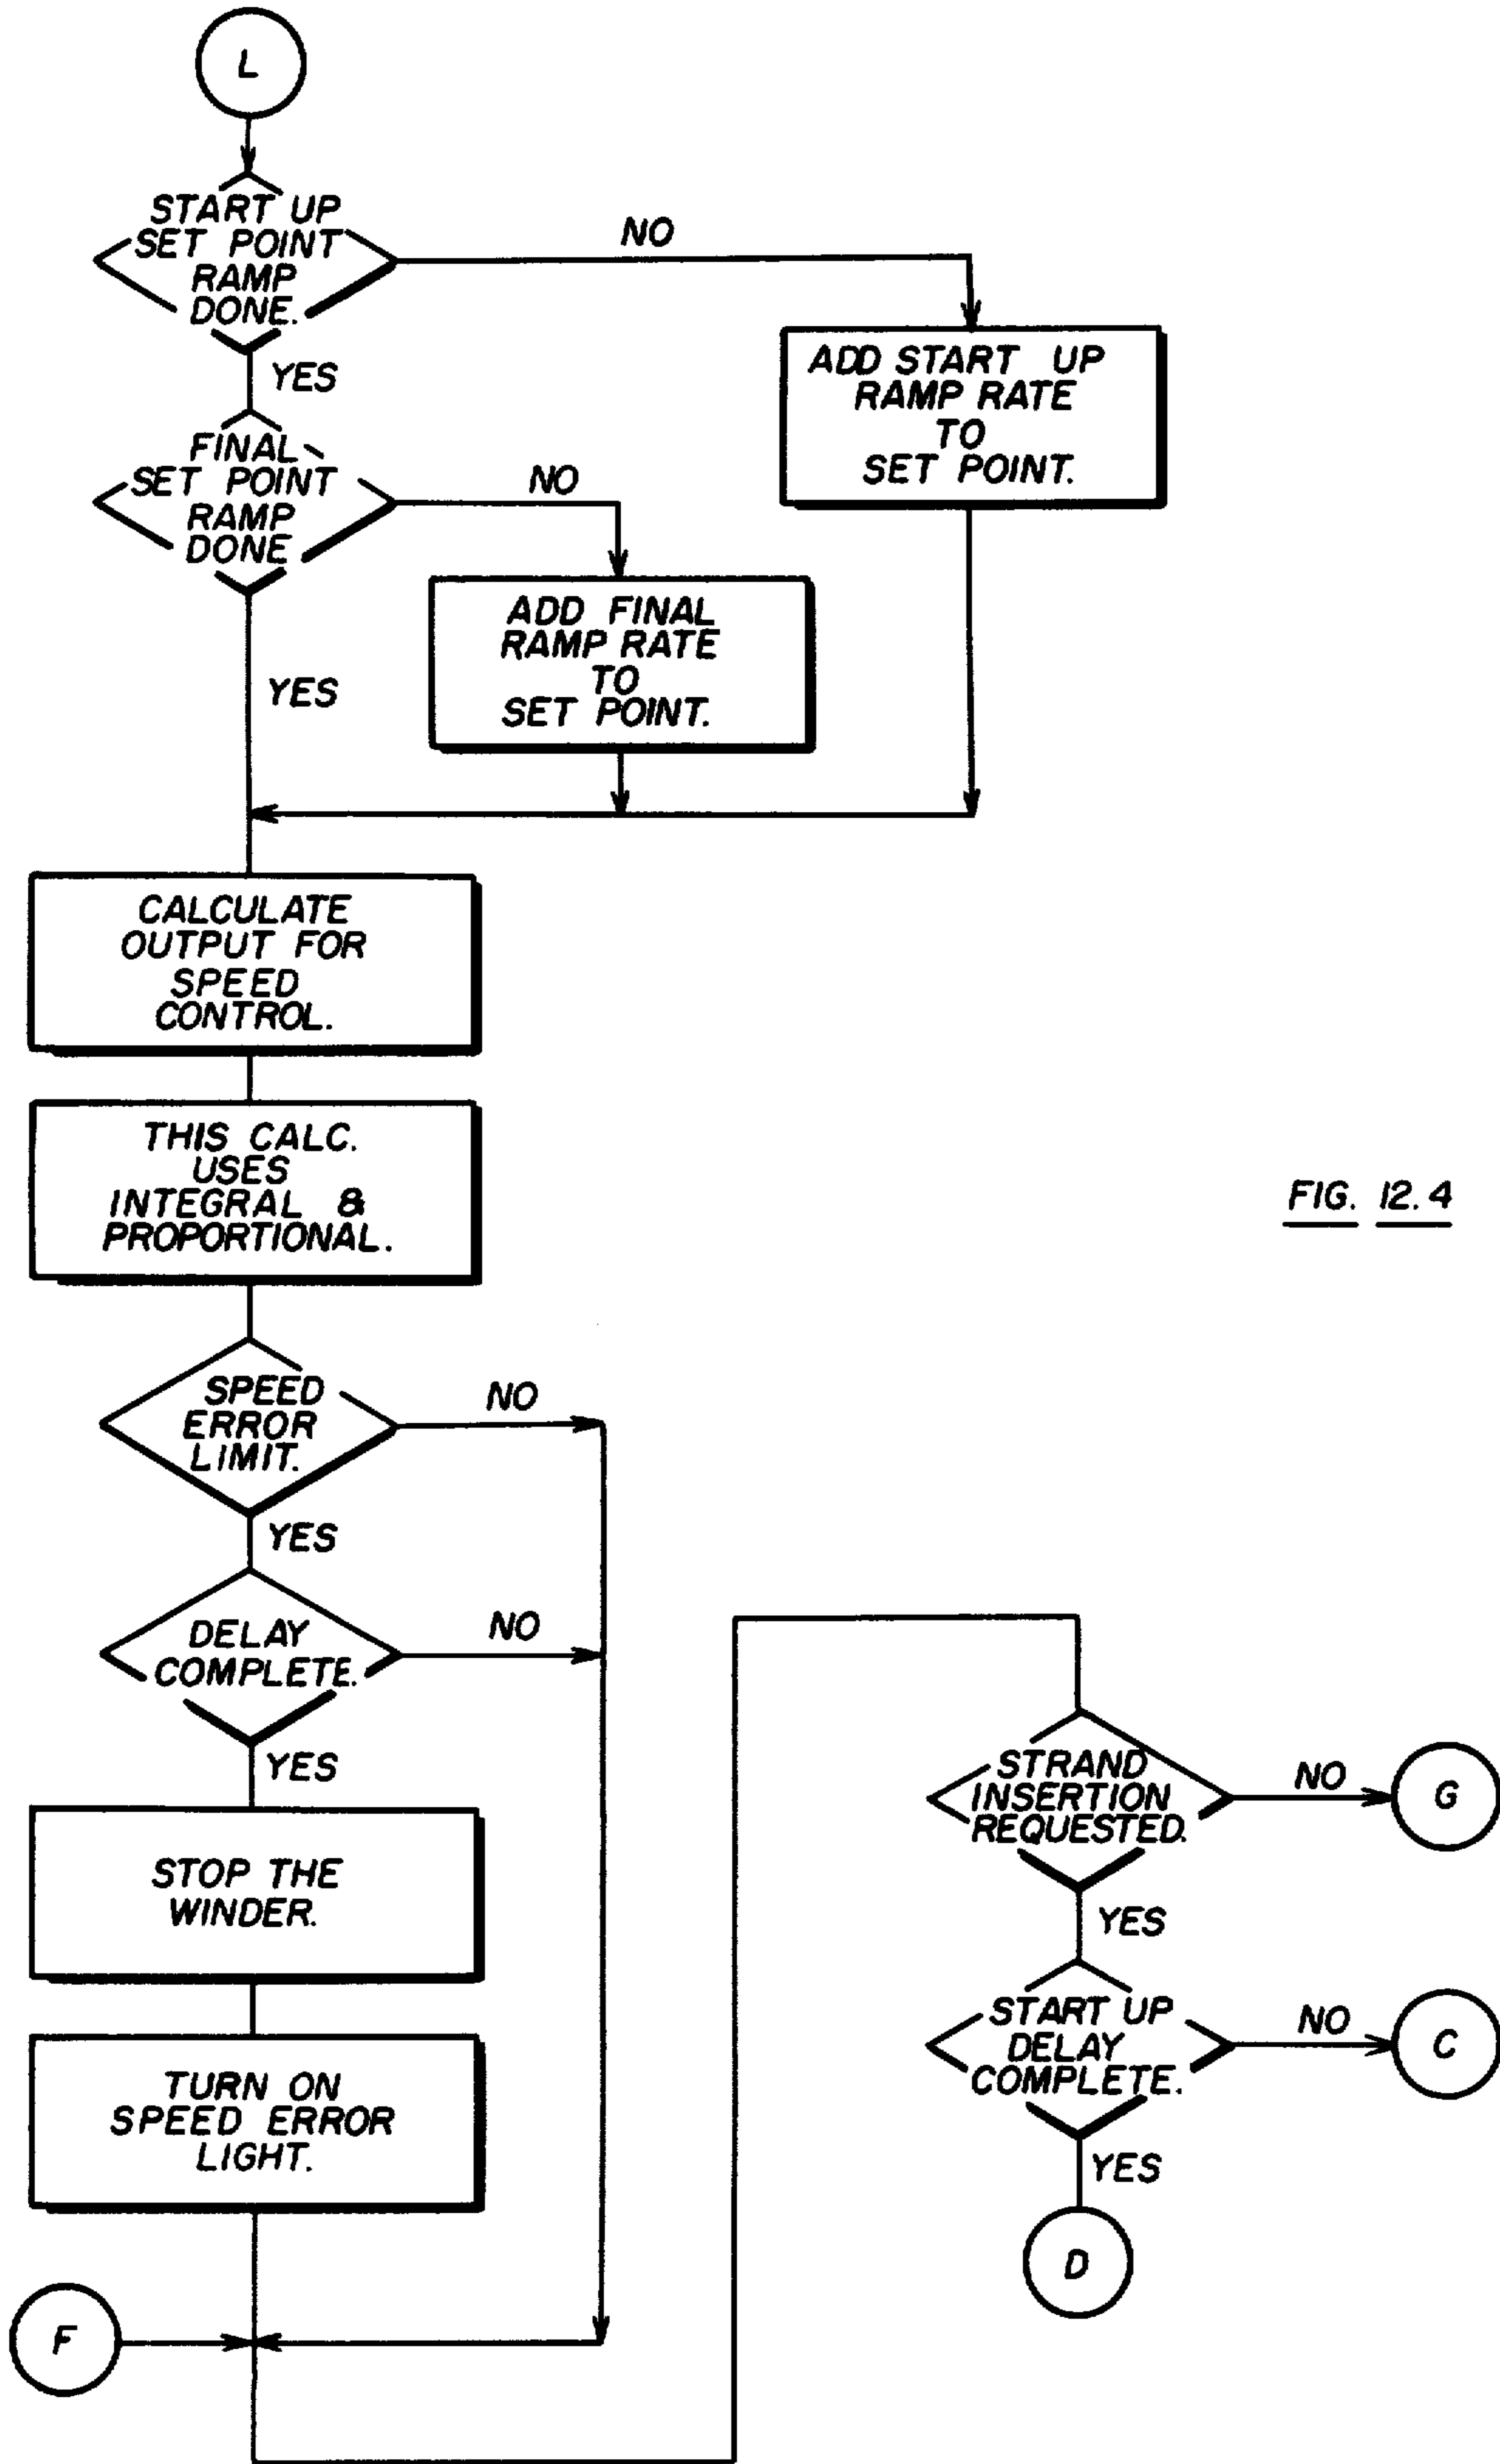 L
START UP
SET POINT
RAMP
DONE.
NO
YES
ADD START UP
RAMP RATE
TO
SET POINT.
FINAL
SET POINT
RAMP
DONE
NO
YES
ADD FINAL
RAMP RATE
TO
SET POINT.
CALCULATE
OUTPUT FOR
SPEED
CONTROL.
THIS CALC.
USES
INTEGRAL &
PROPORTIONAL.
FIG. 12.4
SPEED
ERROR
LIMIT.
NO
YES
DELAY
COMPLETE.
NO
YES
STOP THE
WINDER.
TURN ON
SPEED ERROR
LIGHT.
F
STRAND
INSERTION
REQUESTED.
NO
G
YES
START UP
DELAY
COMPLETE.
NO
C
YES
D